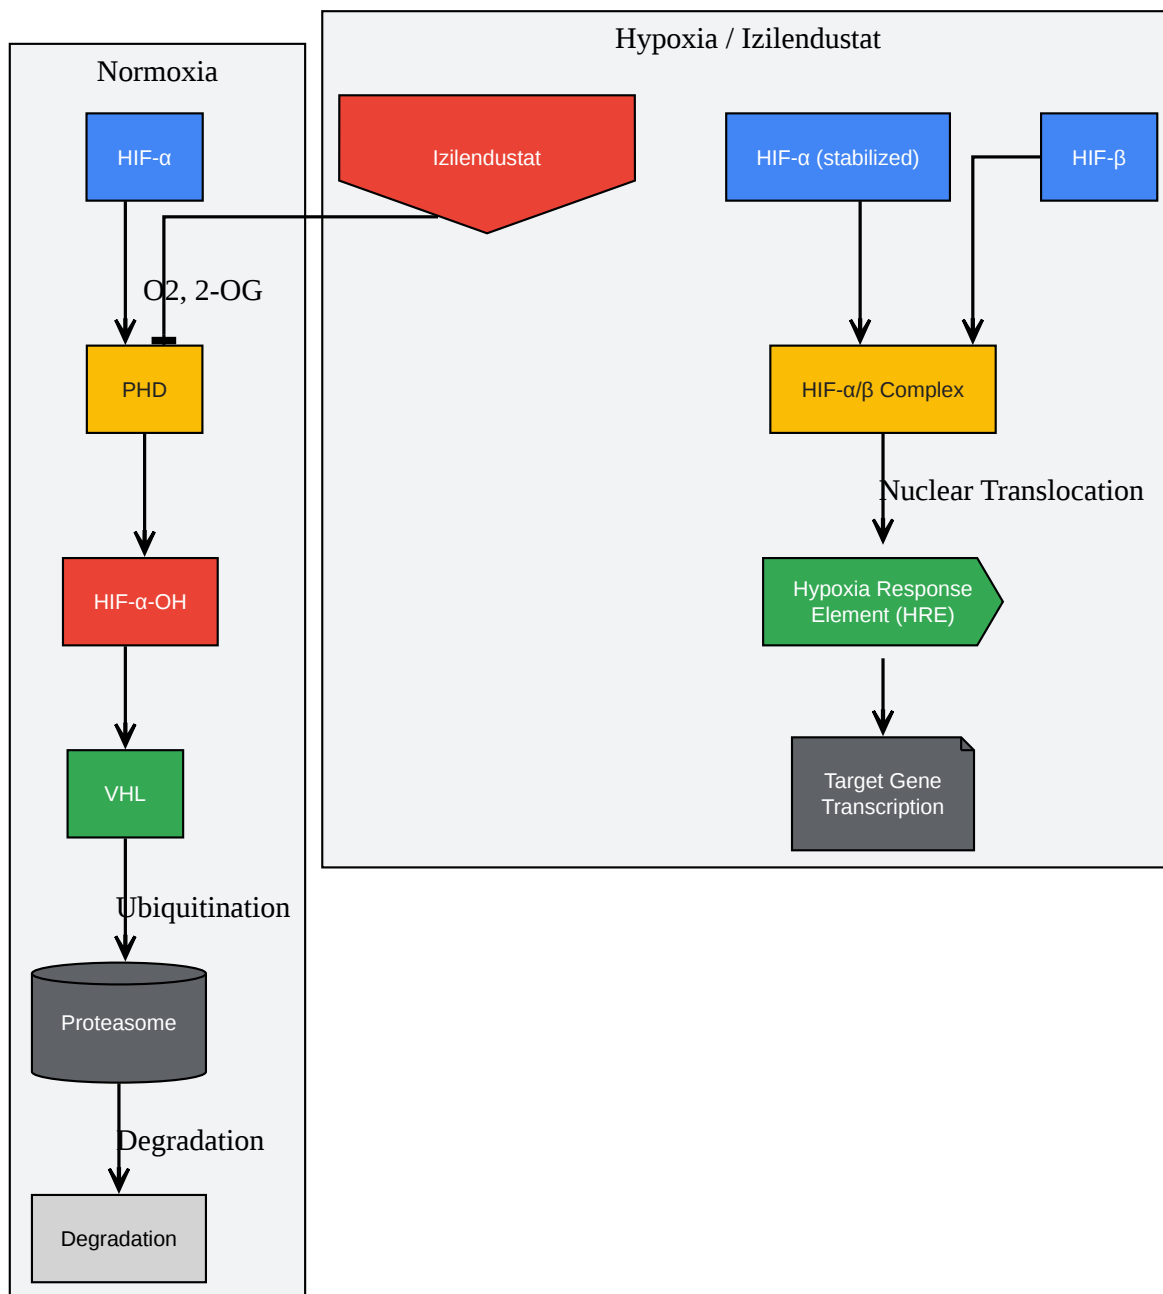 Normoxia
HIF-α
O2, 2-OG
PHD
HIF-α-OH
VHL
Ubiquitination
Proteasome
Degradation
Degradation
Hypoxia / Izilendustat
Izilendustat
HIF-α (stabilized)
HIF-β
HIF-α/β Complex
Nuclear Translocation
Hypoxia Response
Element (HRE)
Target Gene
Transcription